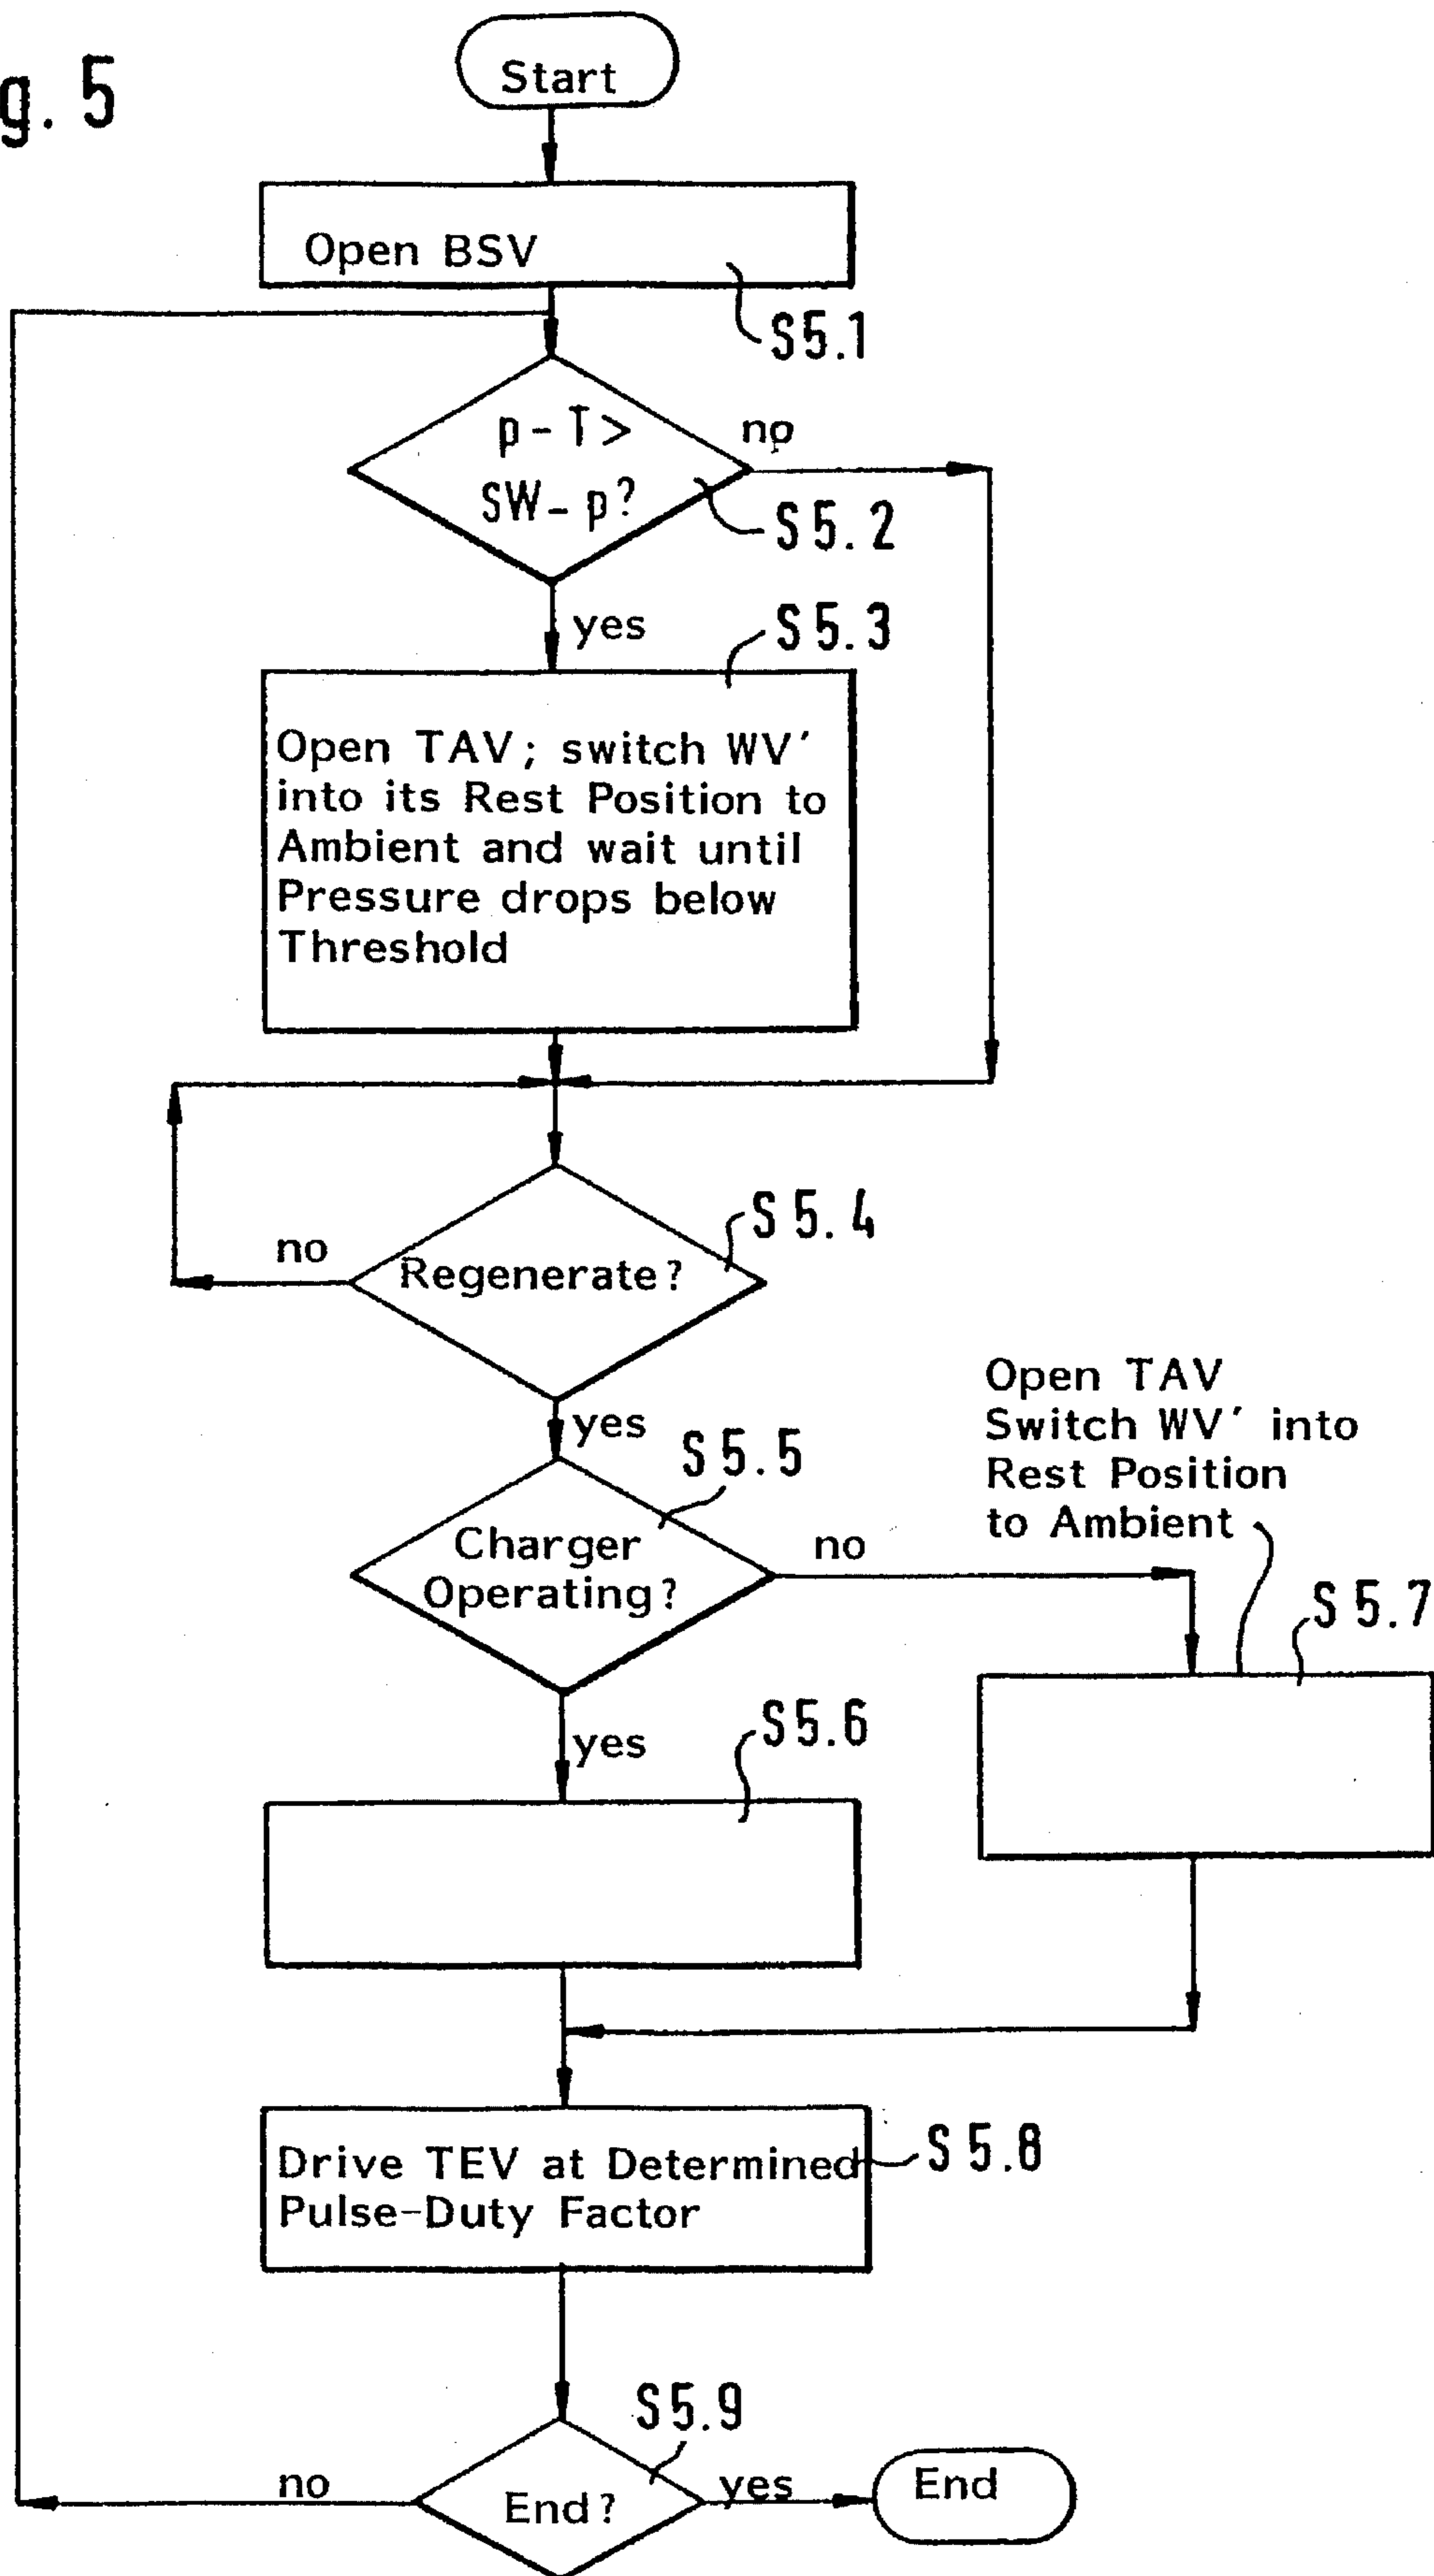 g. 5
Start
Open BSV
S5.1
p-T>
SW-p?
no
S5.2
yes
S5.3
Open TAV; switch WV'
into its Rest Position to
Ambient and wait until
Pressure drops below
Threshold
S5.4
no
Regenerate?
yes
S5.5
Charger
Operating?
no
Open TAV
Switch WV' into
Rest Position
to Ambient
S5.7
yes
S5.6
Drive TEV at Determined
Pulse-Duty Factor
S5.8
S5.9
no
End?
yes
End